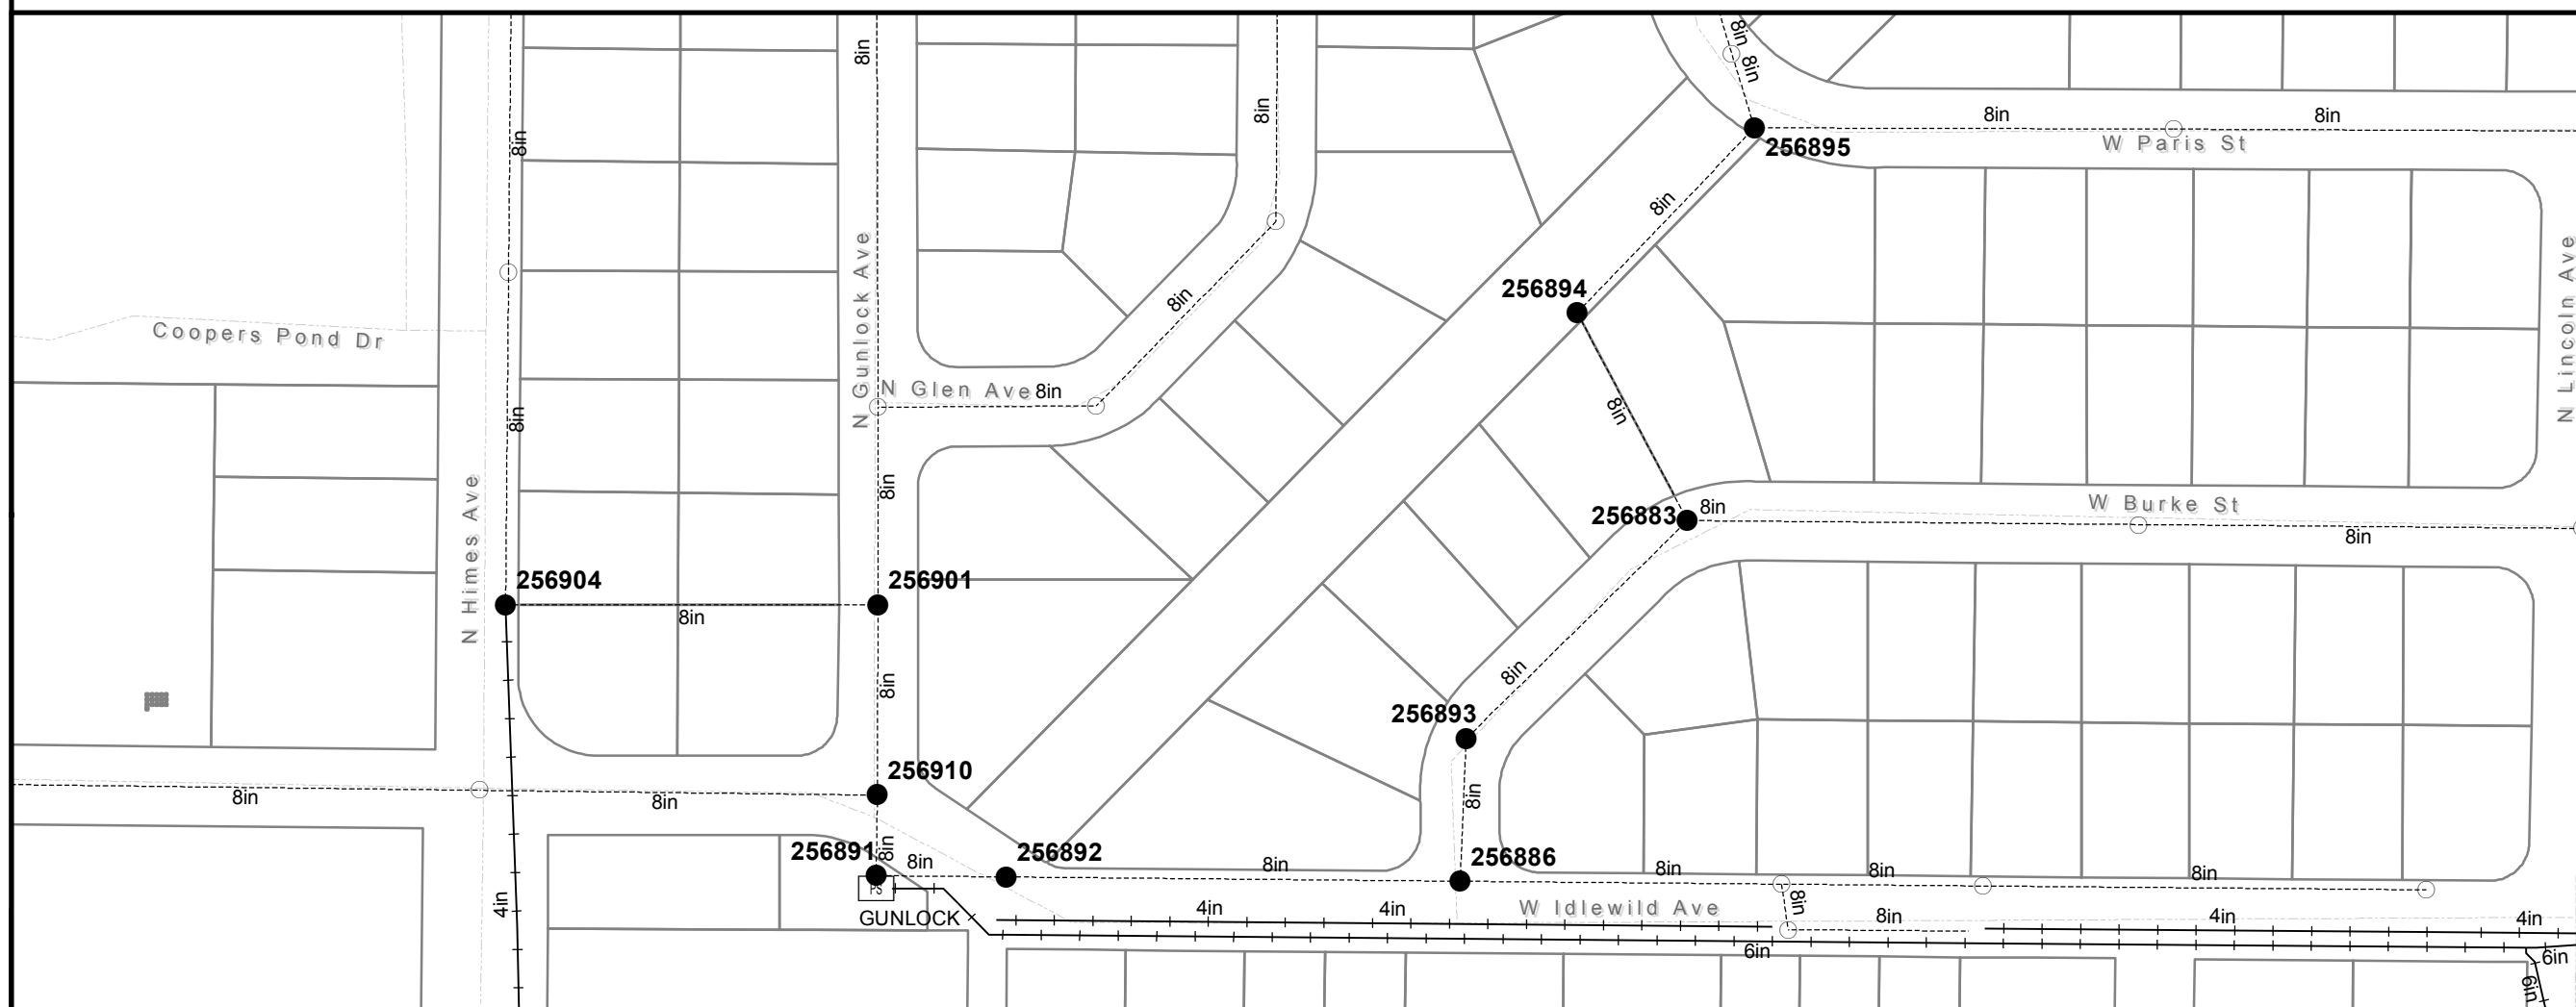 8in
8in
8in
8in
8in
8in
8in
8in
256895
W Paris St
8in
256894
8in
N Gunlock Ave
N Lincoln Ave
Coopers Pond Dr
N Glen Ave
8in
8in
8in
8in
N Himes Ave
256883
8in
W Burke St
8in
256904
256901
8in
8in
8in
256893
8in
256910
8in
8in
8in
256891
8in
256892
8in
256886
8in
8in
8in
PS
GUNLOCK
4in
4in
4in
W Idlewild Ave
8in
8in
4in
4in
6in
6in
6in